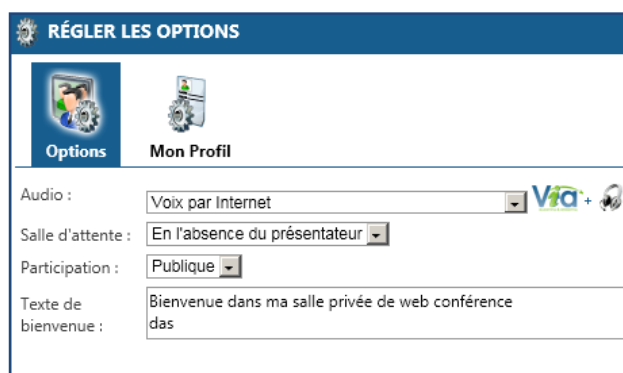 RÉGLER LES OPTIONS
Options
Mon Profil
Audio :
Voix par Internet
Via +
Salle d'attente :
En l'absence du présentateur
Participation :
Publique
Texte de
bienvenue :
Bienvenue dans ma salle privée de web conférence
das